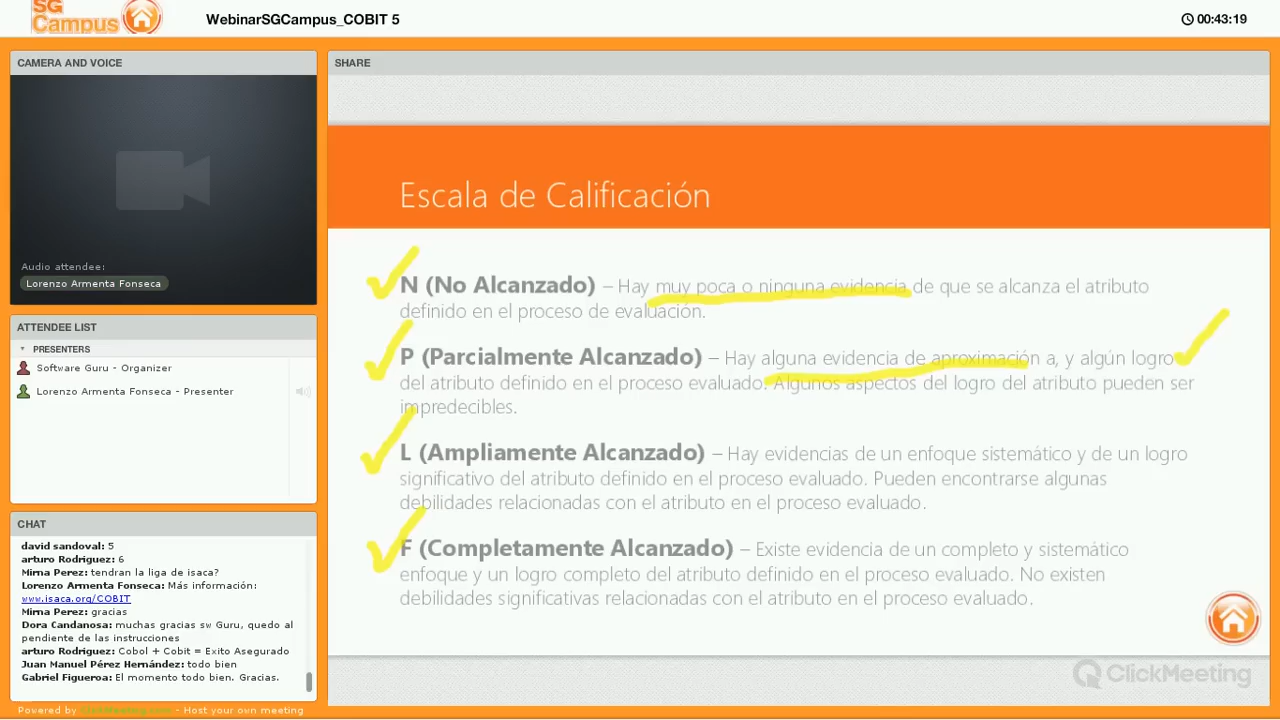 SG
Campus
WebinarSGCampus_COBIT 5
00:43:19
CAMERA AND VOICE
Audio attendee:
Lorenzo Armenta Fonseca
ATTENDEE LIST
PRESENTERS
Software Guru - Organizer
Lorenzo Armenta Fonseca - Presenter
CHAT
david sandoval: 5
arturo Rodriguez: 6
Mirna Perez: tendran la liga de isaca?
Lorenzo Armenta Fonseca: Más información:
www.isaca.org/COBIT
Mirna Perez: gracias
Dora Candanosa: muchas gracias sw Guru, quedo al
pendiente de las instrucciones
arturo Rodriguez: Cobol + Cobit = Exito Asegurado
Juan Manuel Pérez Hernández: todo bien
Gabriel Figueroa: El momento todo bien. Gracias.
Powered by ClickMeeting.com - Host your own meeting
SHARE
Escala de Calificación
N (No Alcanzado) – Hay muy poca o ninguna evidencia de que se alcanza el atributo
definido en el proceso de evaluación.
P (Parcialmente Alcanzado) – Hay alguna evidencia de aproximación a, y algún logro
del atributo definido en el proceso evaluado. Algunos aspectos del logro del atributo pueden ser
impredecibles.
L (Ampliamente Alcanzado) – Hay evidencias de un enfoque sistemático y de un logro
significativo del atributo definido en el proceso evaluado. Pueden encontrarse algunas
debilidades relacionadas con el atributo en el proceso evaluado.
F (Completamente Alcanzado) – Existe evidencia de un completo y sistemático
enfoque y un logro completo del atributo definido en el proceso evaluado. No existen
debilidades significativas relacionadas con el atributo en el proceso evaluado.
ClickMeeting